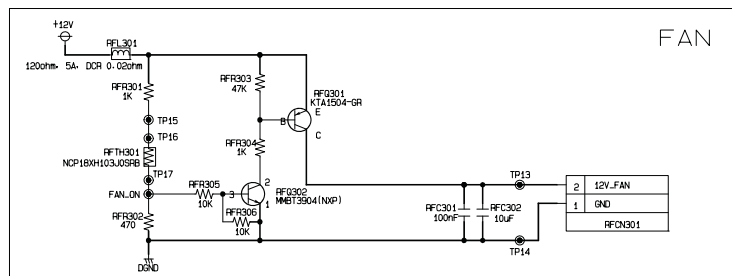 FAN
+12V
RFL301
120ohm. 5A. DCR 0.02ohm
RFR301
1K
RFR303
47K
RFQ301
KTA1504-GR
E
B
C
TP15
TP16
RFTH301
NCP18XH103J0SRB
TP17
RFR304
1K
FAN_ON
RFR305
10K
3
2
1
RFQ302
MMBT3904(NXP)
RFR306
10K
RFR302
470
DGND
RFC301
100nF
RFC302
10uF
TP13
TP14
2 12V_FAN
1 GND
RFCN301